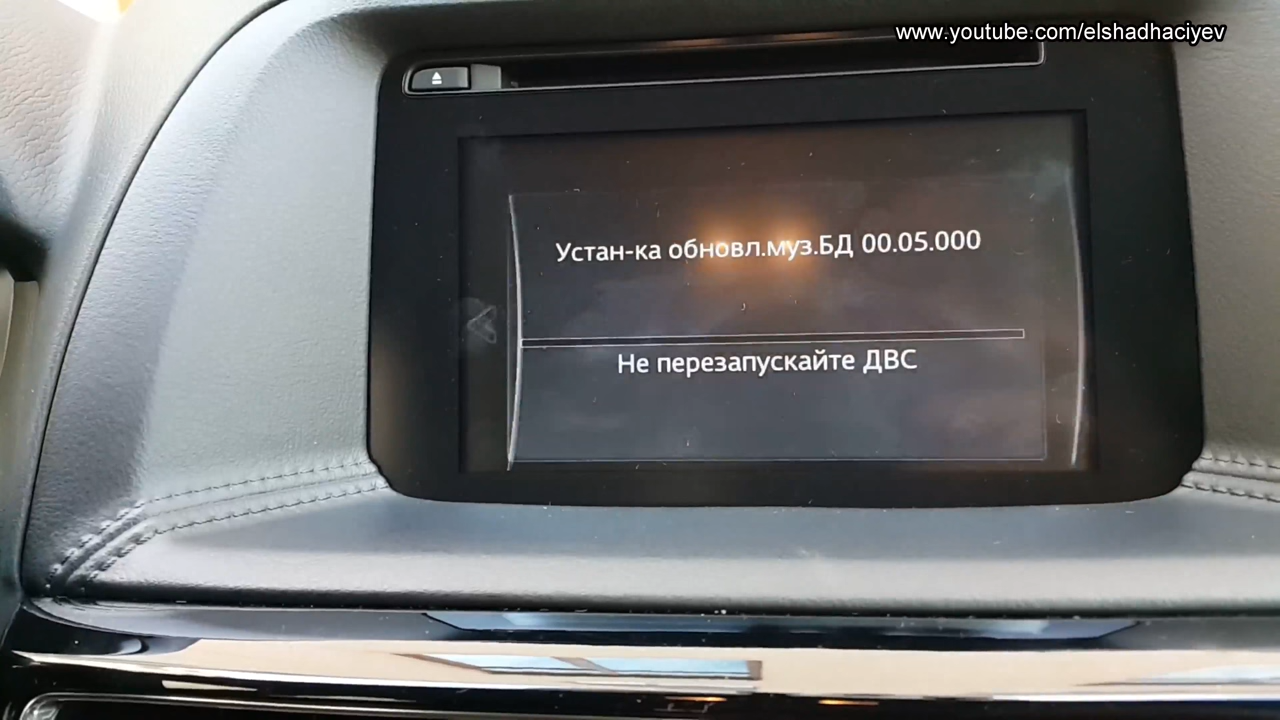 www.youtube.com/elshadhaciyev
Устан-ка обновл.муз.БД 00.05.000
Не перезапускайте ДВС